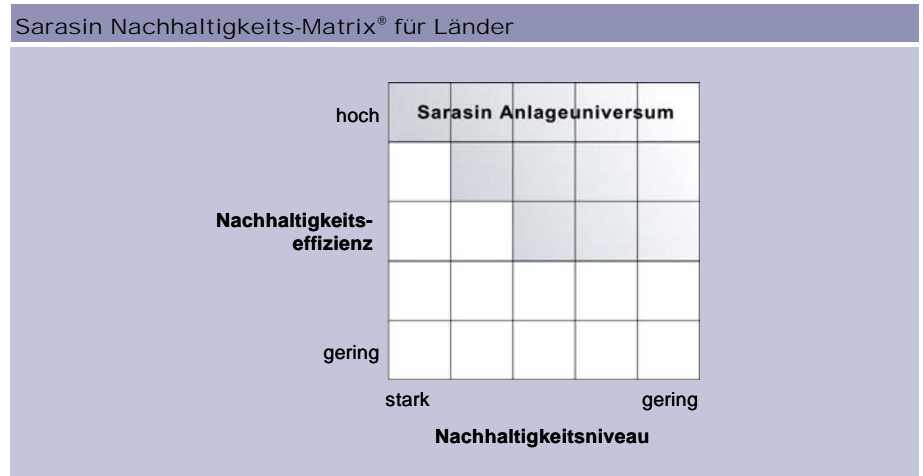 Sarasin Nachhaltigkeits-Matrix® für Länder
hoch
Sarasin Anlageuniversum
Nachhaltigkeits-
effizienz
gering
stark
gering
Nachhaltigkeitsniveau